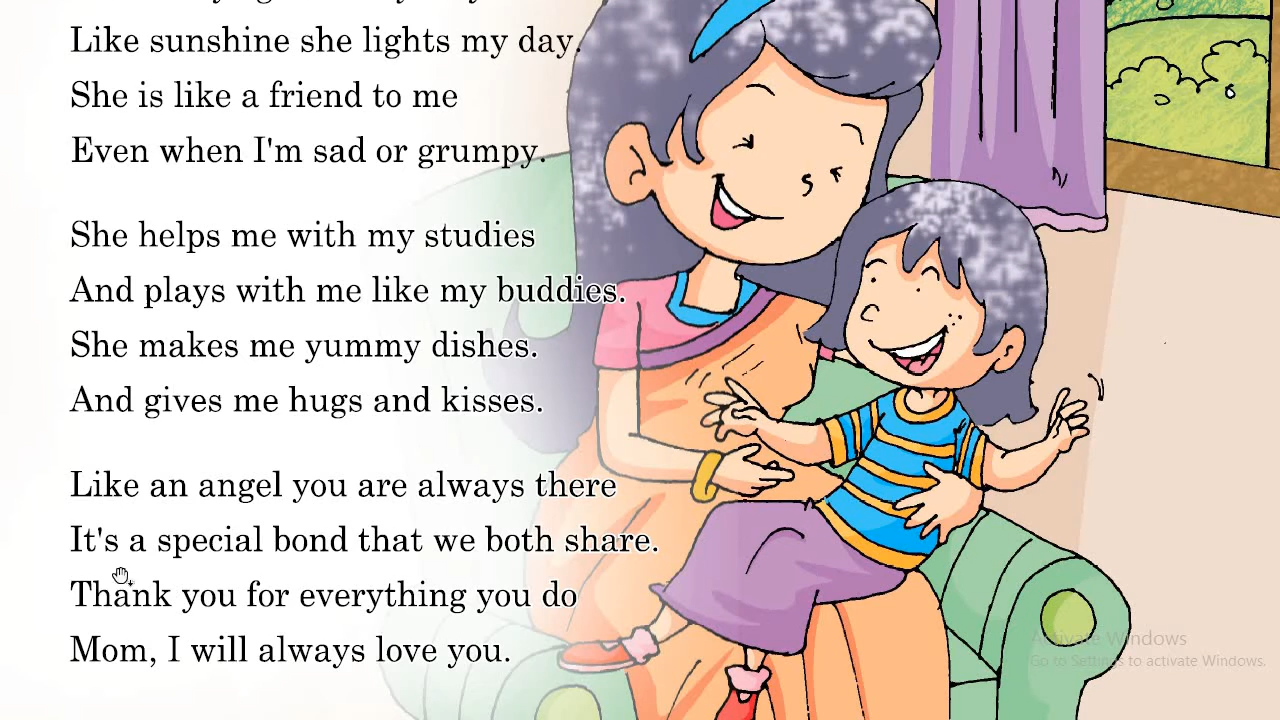 Like sunshine she lights my day.
She is like a friend to me
Even when I'm sad or grumpy.
She helps me with my studies
And plays with me like my buddies.
She makes me yummy dishes.
And gives me hugs and kisses.
Like an angel you are always there
It's a special bond that we both share.
Thank you for everything you do
Mom, I will always love you.
Activate Windows
Go to Settings to activate Windows.